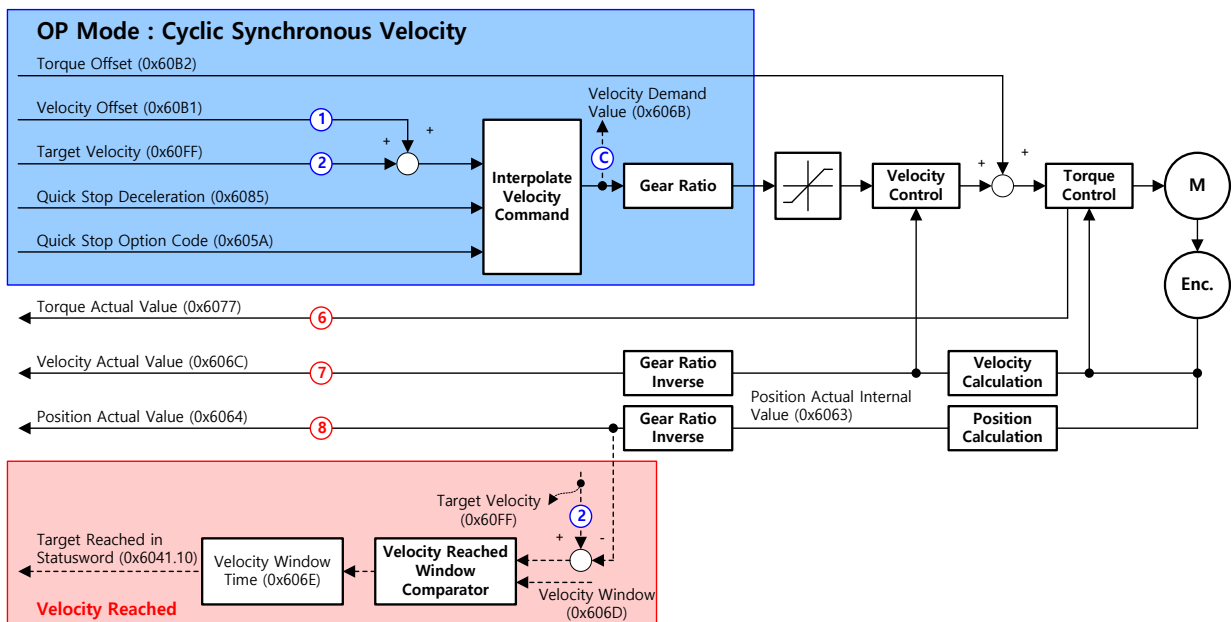 OP Mode : Cyclic Synchronous Velocity
Torque Offset (0x60B2)
Velocity Offset (0x60B1)
1
+
+
Target Velocity (0x60FF)
2
Quick Stop Deceleration (0x6085)
Quick Stop Option Code (0x605A)
Interpolate
Velocity
Command
Velocity Demand
Value (0x606B)
C
Gear Ratio
Velocity
Control
+
+
Torque
Control
M
Enc.
Torque Actual Value (0x6077)
6
Velocity Actual Value (0x606C)
7
Gear Ratio
Inverse
Velocity
Calculation
Position Actual Value (0x6064)
8
Gear Ratio
Inverse
Position Actual Internal
Value (0x6063)
Position
Calculation
Target Velocity
(0x60FF)
2
+
-
Target Reached in
Statusword (0x6041.10)
Velocity Window
Time (0x606E)
Velocity Reached
Window
Comparator
Velocity Window
(0x606D)
Velocity Reached